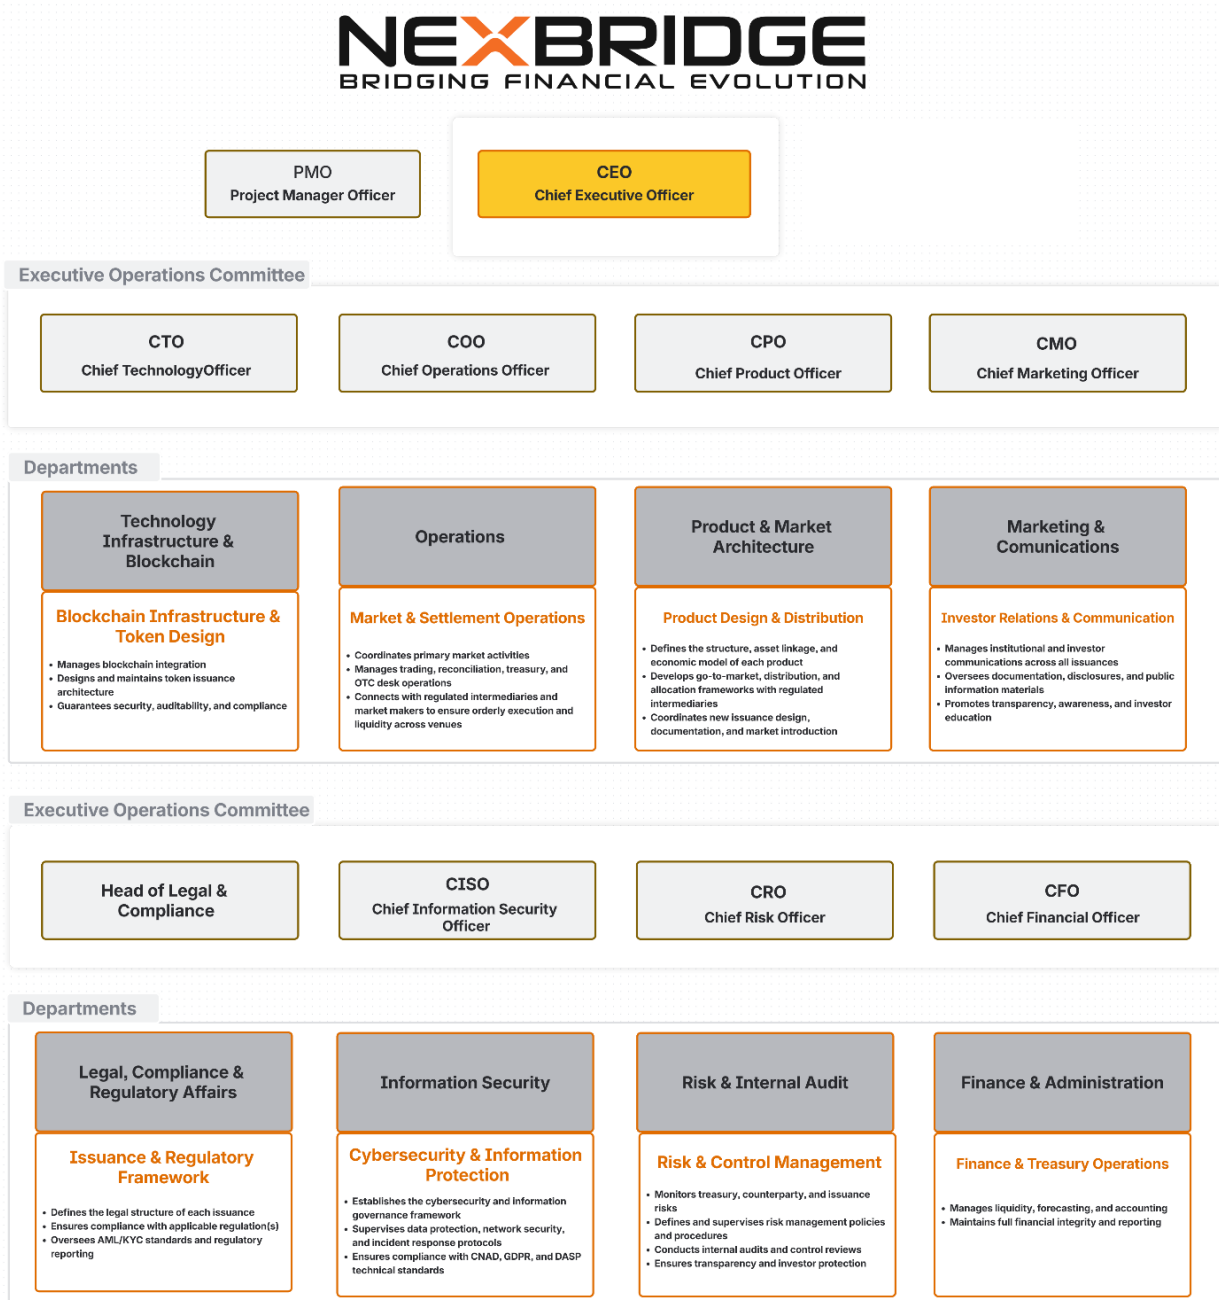 NEXBRIDGE
BRIDGING FINANCIAL EVOLUTION
PMO
Project Manager Officer
CEO
Chief Executive Officer
Executive Operations Committee
CTO
Chief TechnologyOfficer
COO
Chief Operations Officer
CPO
Chief Product Officer
CMO
Chief Marketing Officer
Departments
Technology
Infrastructure &
Blockchain
Blockchain Infrastructure &
Token Design
• Manages blockchain integration
• Designs and maintains token issuance
architecture
• Guarantees security, auditability, and compliance
Operations
Market & Settlement Operations
• Coordinates primary market activities
• Manages trading, reconciliation, treasury, and
OTC desk operations
• Connects with regulated intermediaries and
market makers to ensure orderly execution and
liquidity across venues
Product & Market
Architecture
Product Design & Distribution
• Defines the structure, asset linkage, and
economic model of each product
• Develops go-to-market, distribution, and
allocation frameworks with regulated
intermediaries
• Coordinates new issuance design,
documentation, and market introduction
Marketing &
Comunications
Investor Relations & Communication
• Manages institutional and investor
communications across all issuances
• Oversees documentation, disclosures, and public
information materials
• Promotes transparency, awareness, and investor
education
Executive Operations Committee
Head of Legal &
Compliance
CISO
Chief Information Security
Officer
CRO
Chief Risk Officer
CFO
Chief Financial Officer
Departments
Legal, Compliance &
Regulatory Affairs
Issuance & Regulatory
Framework
• Defines the legal structure of each issuance
• Ensures compliance with applicable regulation(s)
• Oversees AML/KYC standards and regulatory
reporting
Information Security
Cybersecurity & Information
Protection
• Establishes the cybersecurity and information
governance framework
• Supervises data protection, network security,
and incident response protocols
• Ensures compliance with CNAD, GDPR, and DASP
technical standards
Risk & Internal Audit
Risk & Control Management
• Monitors treasury, counterparty, and issuance
risks
• Defines and supervises risk management policies
and procedures
• Conducts internal audits and control reviews
• Ensures transparency and investor protection
Finance & Administration
Finance & Treasury Operations
• Manages liquidity, forecasting, and accounting
• Maintains full financial integrity and reporting
and compliance